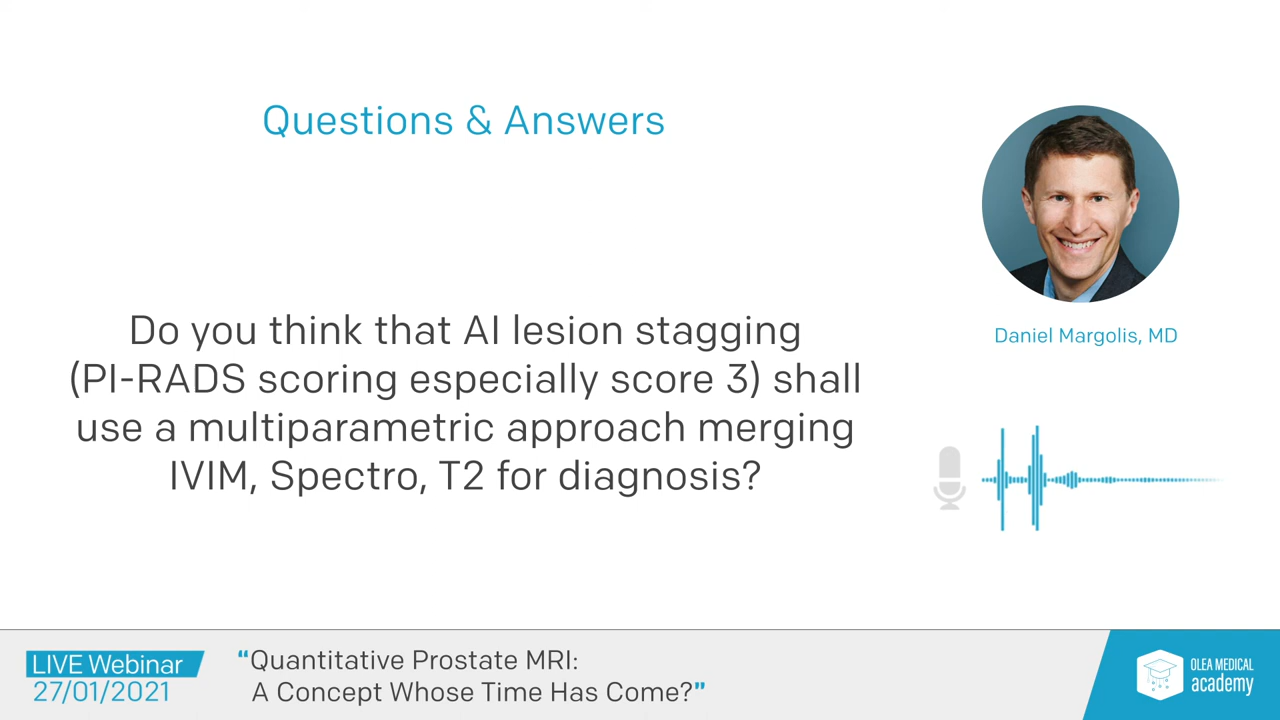 Questions & Answers
Do you think that AI lesion stagging
(PI-RADS scoring especially score 3) shall
use a multiparametric approach merging
IVIM, Spectro, T2 for diagnosis?
Daniel Margolis, MD
LIVE Webinar
27/01/2021
“Quantitative Prostate MRI:
A Concept Whose Time Has Come?”
OLEA MEDICAL
academy